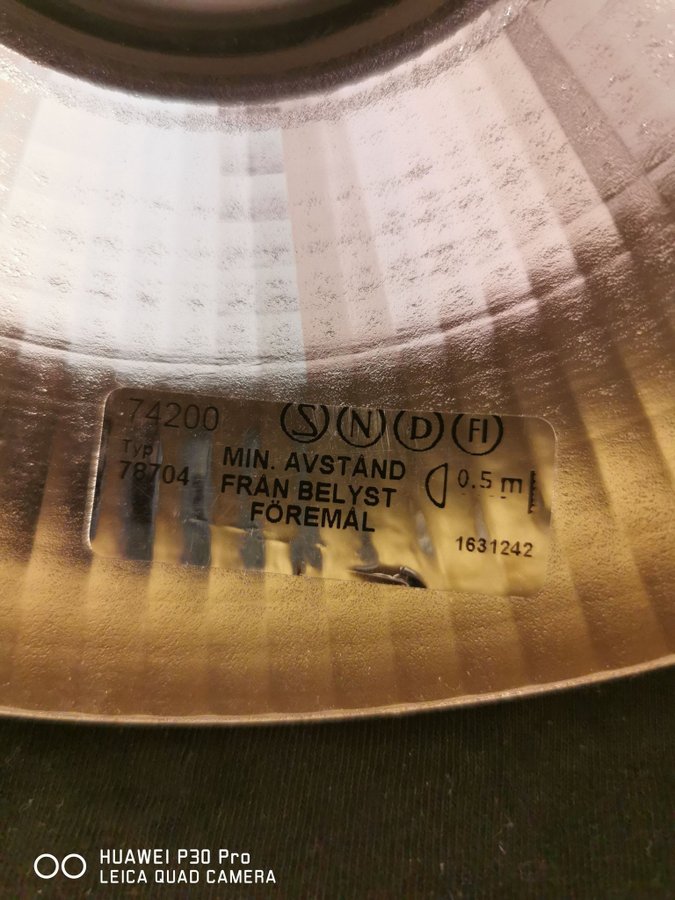 74200 S N D FI
Typ
78704
MIN. AVSTÅND
FRÅN BELYST
FÖREMÅL
0.5 m
1631242
HUAWEI P30 Pro
LEICA QUAD CAMERA